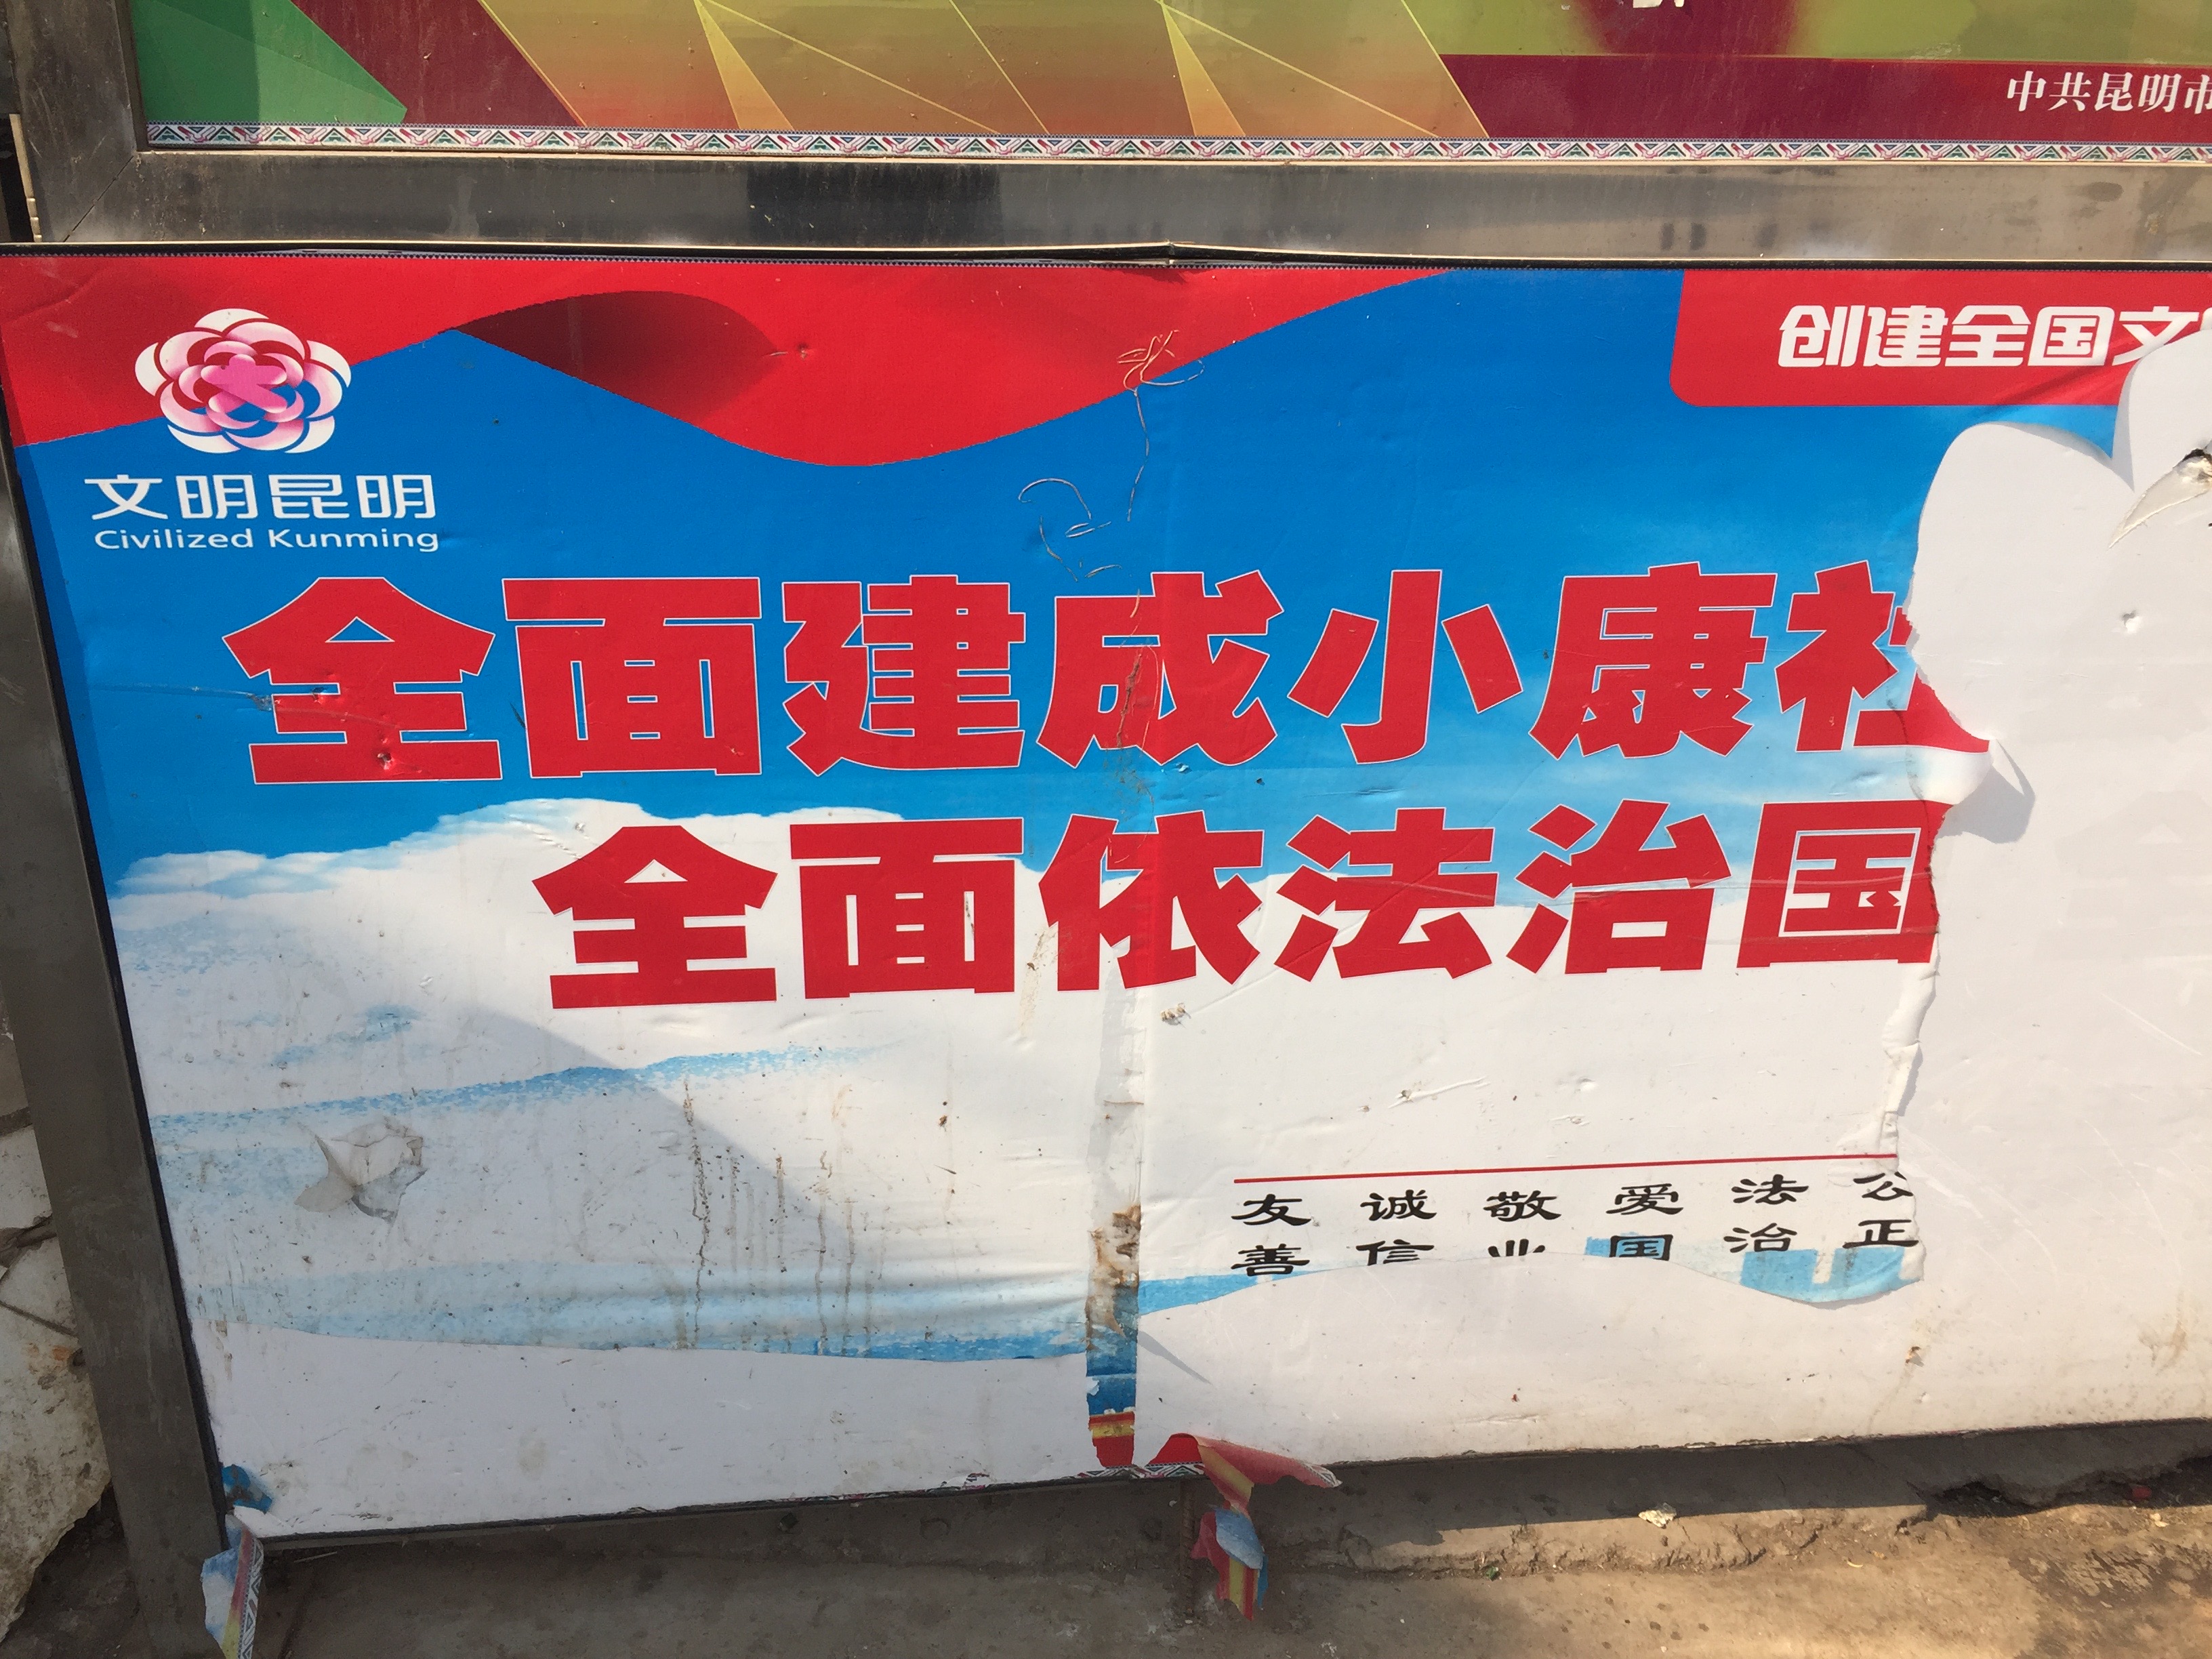 中共昆明市
创建全国文
文明昆明
Civilized Kunming
全面建成小康社
全面依法治国
友 诚 敬 爱 法 公
善 信 业 国 治 正